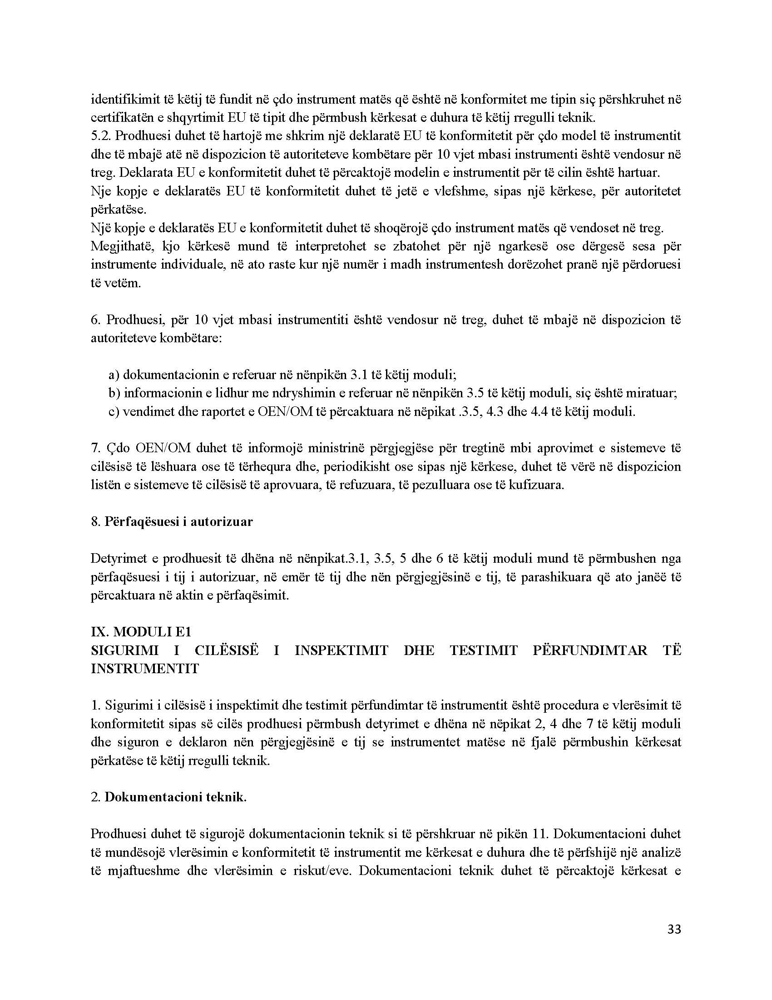 identifikimit të këtij të fundit në çdo instrument matës që është në konformitet me tipin siç përshkruhet në
certifikatën e shqyrtimit EU të tipit dhe përmbush kërkesat e duhura të këtij rregulli teknik.
5.2. Prodhuesi duhet të hartojë me shkrim një deklaratë EU të konformitetit për çdo model të instrumentit
dhe të mbajë atë në dispozicion të autoriteteve kombëtare për 10 vjet mbasi instrumenti është vendosur në
treg. Deklarata EU e konformitetit duhet të përcaktojë modelin e instrumentit për të cilin është hartuar.
Nje kopje e deklaratës EU të konformitetit duhet të jetë e vlefshme, sipas një kërkese, për autoritetet
përkatëse.
Një kopje e deklaratës EU e konformitetit duhet të shoqërojë çdo instrument matës që vendoset në treg.
Megjithatë, kjo kërkesë mund të interpretohet se zbatohet për një ngarkesë ose dërgesë sesa për
instrumente individuale, në ato raste kur një numër i madh instrumentesh dorëzohet pranë një përdoruesi
të vetëm.
6. Prodhuesi, për 10 vjet mbasi instrumentiti është vendosur në treg, duhet të mbajë në dispozicion të
autoriteteve kombëtare:
a) dokumentacionin e referuar në nënpikën 3.1 të këtij moduli;
b) informacionin e lidhur me ndryshimin e referuar në nënpikën 3.5 të këtij moduli, siç është miratuar;
c) vendimet dhe raportet e OEN/OM të përcaktuara në nëpikat .3.5, 4.3 dhe 4.4 të këtij moduli.
7. Çdo OEN/OM duhet të informojë ministrinë përgjegjëse për tregtinë mbi aprovimet e sistemeve të
cilësisë të lëshuara ose të tërhequra dhe, periodikisht ose sipas një kërkese, duhet të vërë në dispozicion
listën e sistemeve të cilësisë të aprovuara, të refuzuara, të pezulluara ose të kufizuara.
8. Përfaqësuesi i autorizuar
Detyrimet e prodhuesit të dhëna në nënpikat.3.1, 3.5, 5 dhe 6 të këtij moduli mund të përmbushen nga
përfaqësuesi i tij i autorizuar, në emër të tij dhe nën përgjegjësinë e tij, të parashikuara që ato janëë të
përcaktuara në aktin e përfaqësimit.
IX. MODULI E1
SIGURIMI I CILËSISË I INSPEKTIMIT DHE TESTIMIT PËRFUNDIMTAR TË
INSTRUMENTIT
1. Sigurimi i cilësisë i inspektimit dhe testimit përfundimtar të instrumentit është procedura e vlerësimit të
konformitetit sipas së cilës prodhuesi përmbush detyrimet e dhëna në nëpikat 2, 4 dhe 7 të këtij moduli
dhe siguron e deklaron nën përgjegjësinë e tij se instrumentet matëse në fjalë përmbushin kërkesat
përkatëse të këtij rregulli teknik.
2. Dokumentacioni teknik.
Prodhuesi duhet të sigurojë dokumentacionin teknik si të përshkruar në pikën 11. Dokumentacioni duhet
të mundësojë vlerësimin e konformitetit të instrumentit me kërkesat e duhura dhe të përfshijë një analizë
të mjaftueshme dhe vlerësimin e riskut/eve. Dokumentacioni teknik duhet të përcaktojë kërkesat e
33